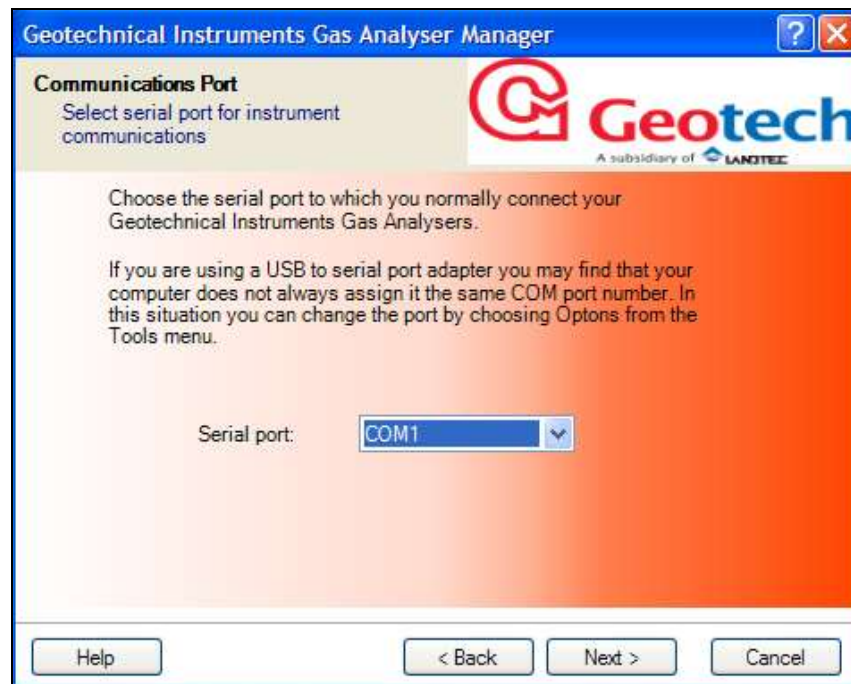 Geotechnical Instruments Gas Analyser Manager
Communications Port
Select serial port for instrument
communications
Geotech
A subsidiary of LANDTEC
Choose the serial port to which you normally connect your
Geotechnical Instruments Gas Analysers.
If you are using a USB to serial port adapter you may find that your
computer does not always assign it the same COM port number. In
this situation you can change the port by choosing Optons from the
Tools menu.
Serial port: COM1
Help < Back Next > Cancel